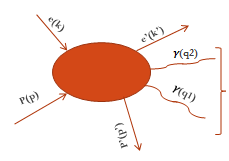 e(k)
e'(k')
γ(q2)
γ(q1)
P(p)
P'(p')